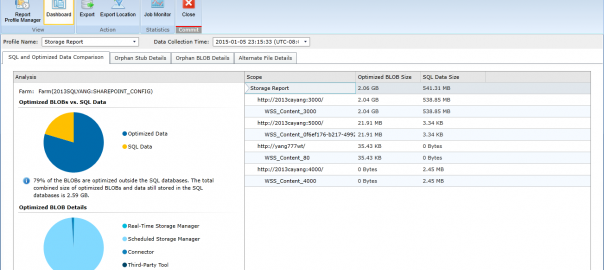 Report Profile Manager
Dashboard
Export
Export Location
Job Monitor
Close
View
Action
Statistics
Commit
Profile Name: Storage Report
Data Collection Time: 2015-01-05 23:15:33 (UTC-08:
SQL and Optimized Data Comparison
Orphan Stub Details
Orphan BLOB Details
Alternate File Details
Analysis
Farm: Farm(2013SQLYANG:SHAREPOINT_CONFIG)
Optimized BLOBs vs. SQL Data
Optimized Data
SQL Data
79% of the BLOBs are optimized outside the SQL databases. The total
combined size of optimized BLOBs and data still stored in the SQL
databases is 2.59 GB.
Optimized BLOB Details
Real-Time Storage Manager
Scheduled Storage Manager
Connector
Third-Party Tool
Scope Optimized BLOB Size SQL Data Size
Storage Report 2.06 GB 541.31 MB
http://2013cayang:3000/ 2.04 GB 538.85 MB
WSS_Content_3000 2.04 GB 538.85 MB
http://2013cayang:5000/ 21.91 MB 3.34 KB
WSS_Content_0f6ef176-b217-4992 21.91 MB 3.34 KB
http://yang777wt/ 35.43 KB 0 Bytes
WSS_Content_80 35.43 KB 0 Bytes
http://2013cayang:4000/ 0 Bytes 2.45 MB
WSS_Content_4000 0 Bytes 2.45 MB